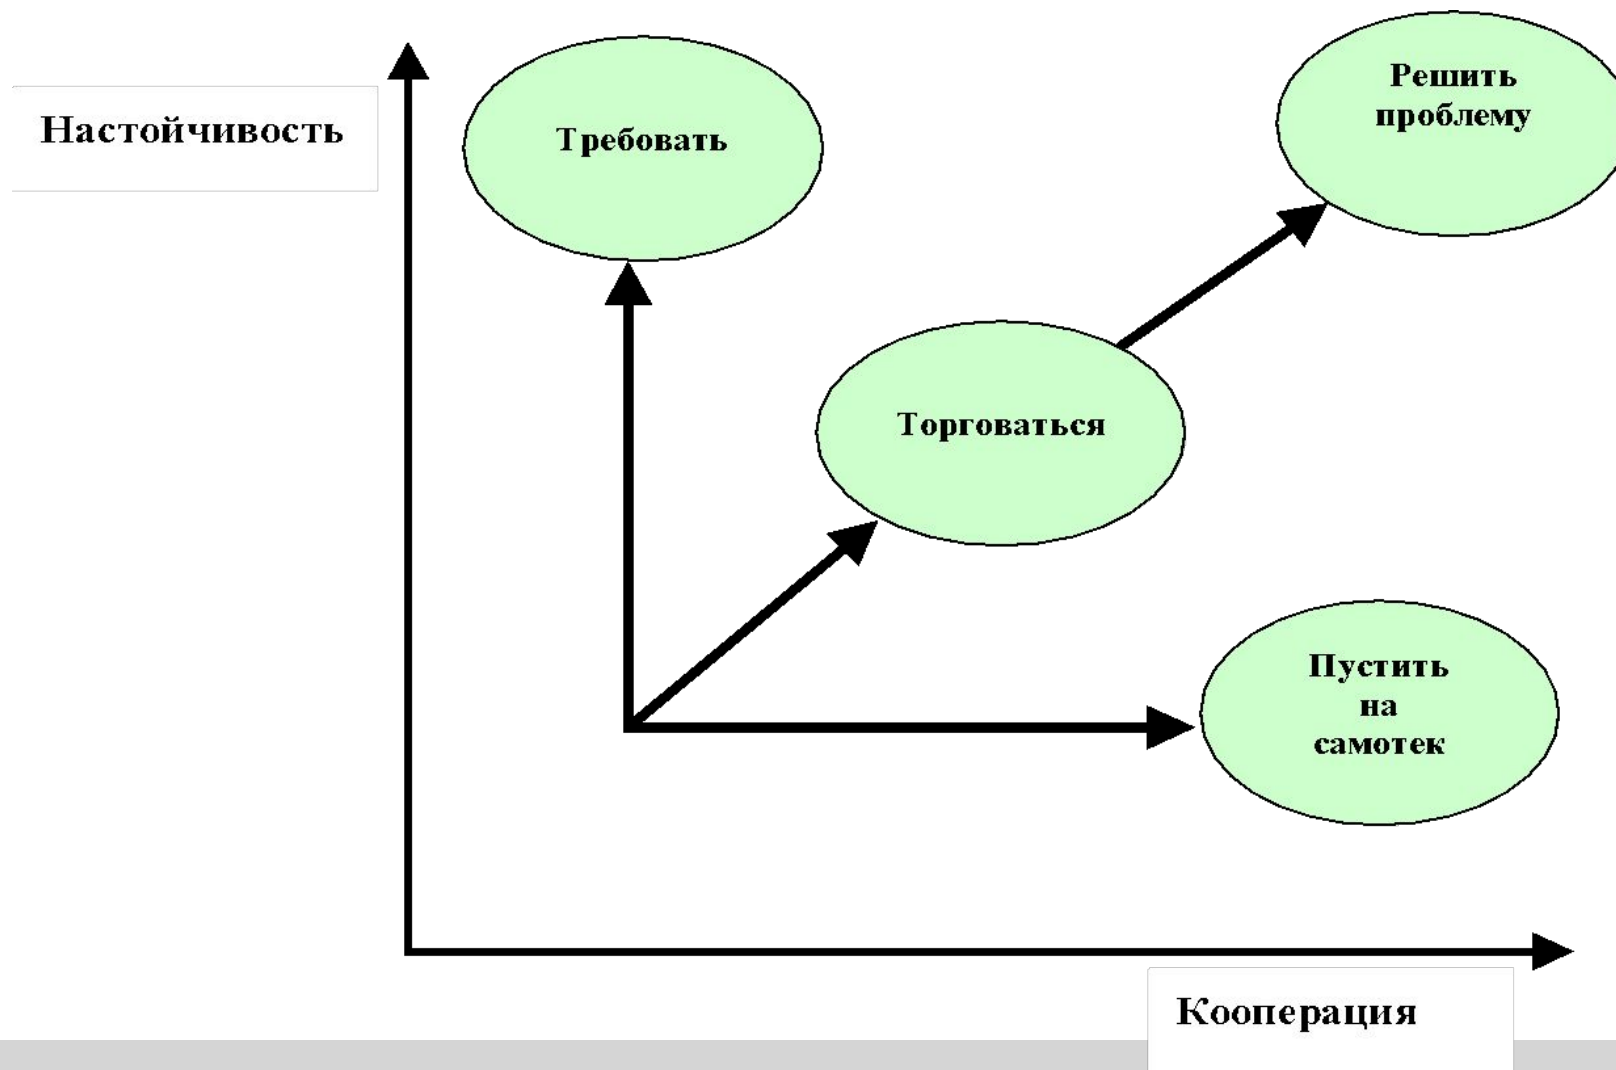 Решить
проблему
Настойчивость
Требовать
Торговаться
Пустить
на
самотек
Кооперация